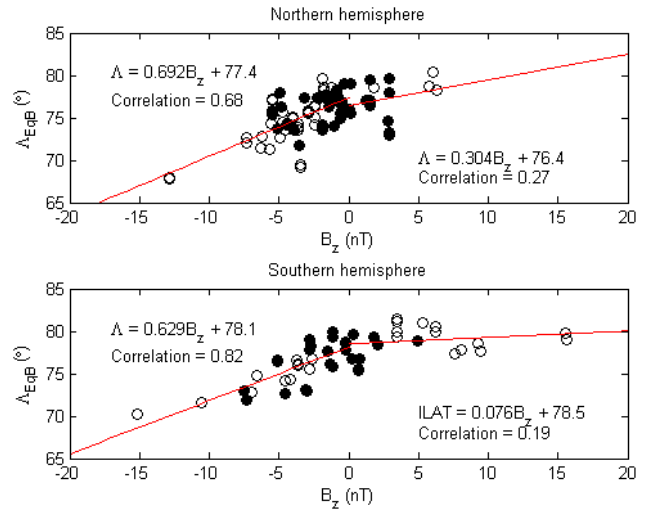 Northern hemisphere
85
80
75
70
65
Λ_EqB (°)
Λ = 0.692B_z + 77.4
Correlation = 0.68
Λ = 0.304B_z + 76.4
Correlation = 0.27
-20 -15 -10 -5 0 5 10 15 20
B_z (nT)
Southern hemisphere
85
80
75
70
65
Λ_EqB (°)
Λ = 0.629B_z + 78.1
Correlation = 0.82
ILAT = 0.076B_z + 78.5
Correlation = 0.19
-20 -15 -10 -5 0 5 10 15 20
B_z (nT)